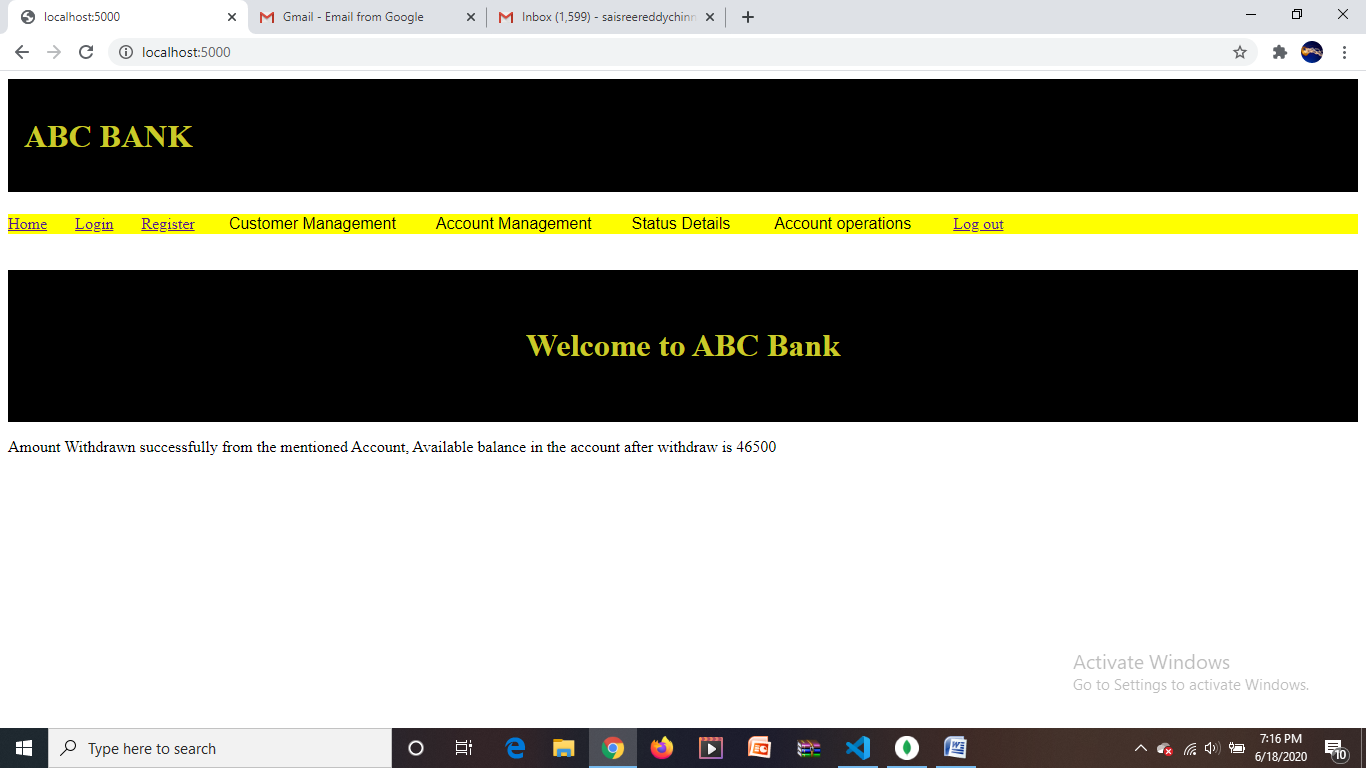 localhost:5000
Gmail - Email from Google
Inbox (1,599) - saisreereddychinn
localhost:5000
ABC BANK
Home Login Register Customer Management Account Management Status Details Account operations Log out
Welcome to ABC Bank
Amount Withdrawn successfully from the mentioned Account, Available balance in the account after withdraw is 46500
Activate Windows
Go to Settings to activate Windows.
Type here to search
7:16 PM
6/18/2020
10